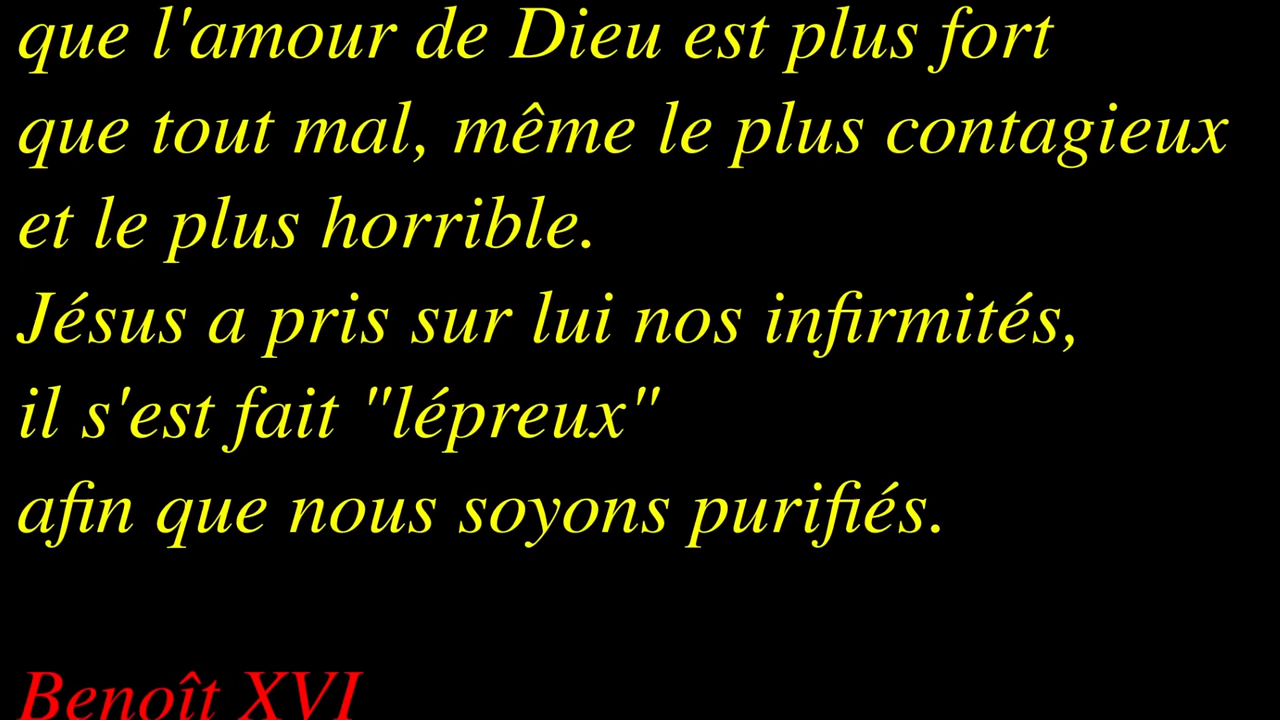 que l'amour de Dieu est plus fort
que tout mal, même le plus contagieux
et le plus horrible.
Jésus a pris sur lui nos infirmités,
il s'est fait "lépreux"
afin que nous soyons purifiés.
Benoît XVI